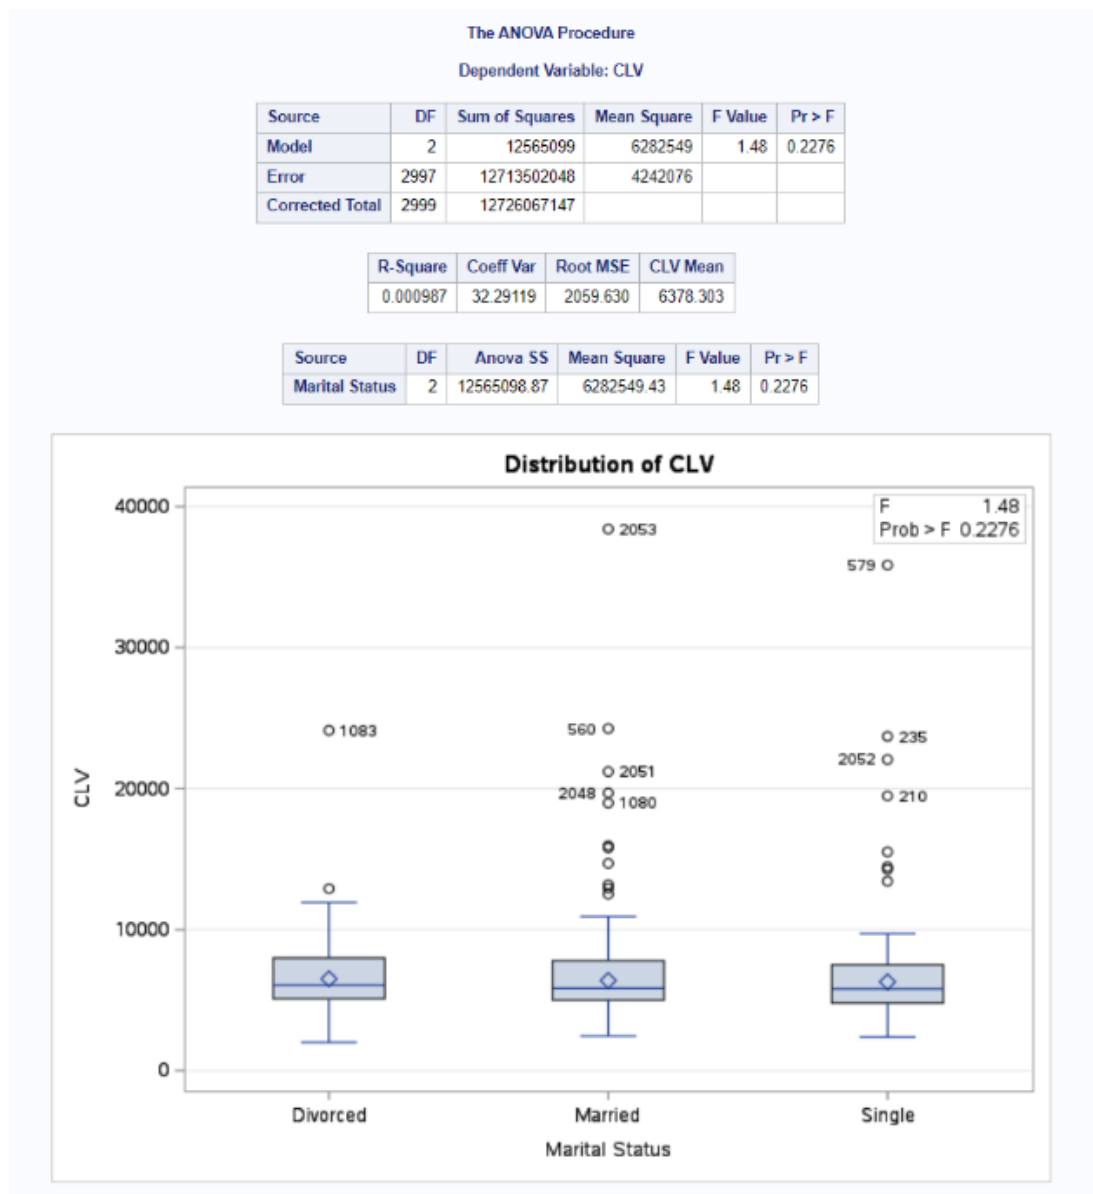 The ANOVA Procedure
Dependent Variable: CLV
Source DF Sum of Squares Mean Square F Value Pr > F
Model 2 12565099 6282549 1.48 0.2276
Error 2997 12713502048 4242076
Corrected Total 2999 12726067147
R-Square Coeff Var Root MSE CLV Mean
0.000987 32.29119 2059.630 6378.303
Source DF Anova SS Mean Square F Value Pr > F
Marital Status 2 12565098.87 6282549.43 1.48 0.2276
Distribution of CLV
F 1.48
Prob > F 0.2276
40000
2053
579
30000
1083
560
235
2052
2051
20000
2048
1080
210
10000
0
CLV
Divorced Married Single
Marital Status